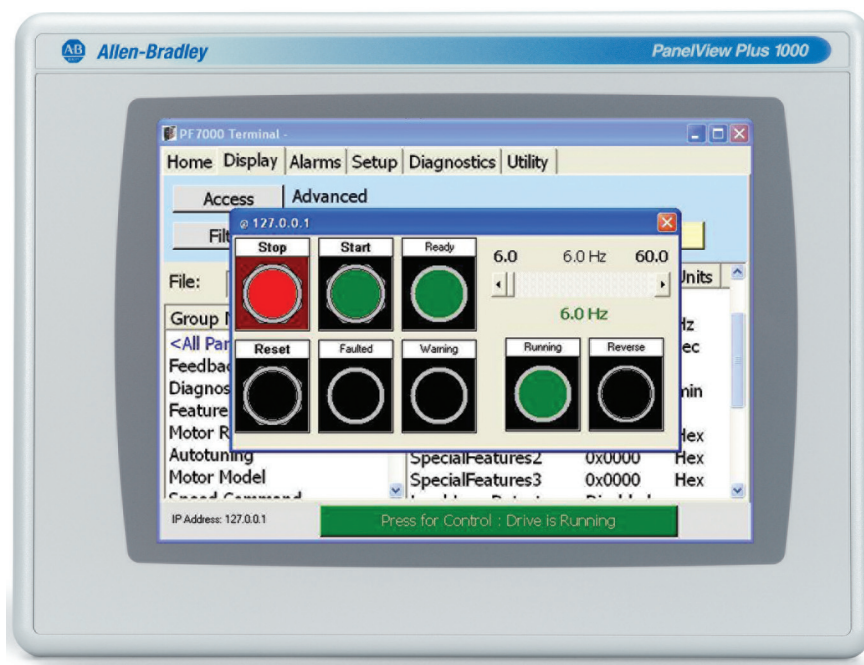 AB Allen-Bradley
PanelView Plus 1000
PF7000 Terminal -
Home Display Alarms Setup Diagnostics Utility
Access Advanced
Filt
@ 127.0.0.1
Stop Start Ready
6.0 6.0 Hz 60.0
6.0 Hz
File: Units
Group
Hz
<All Par ec
Reset Faulted Warning Running Reverse
Feedbac
Diagnos min
Feature
Motor R Hex
Autotuning SpecialFeatures2 0x0000 Hex
Motor Model SpecialFeatures3 0x0000 Hex
IP Address: 127.0.0.1 Press for Control : Drive is Running